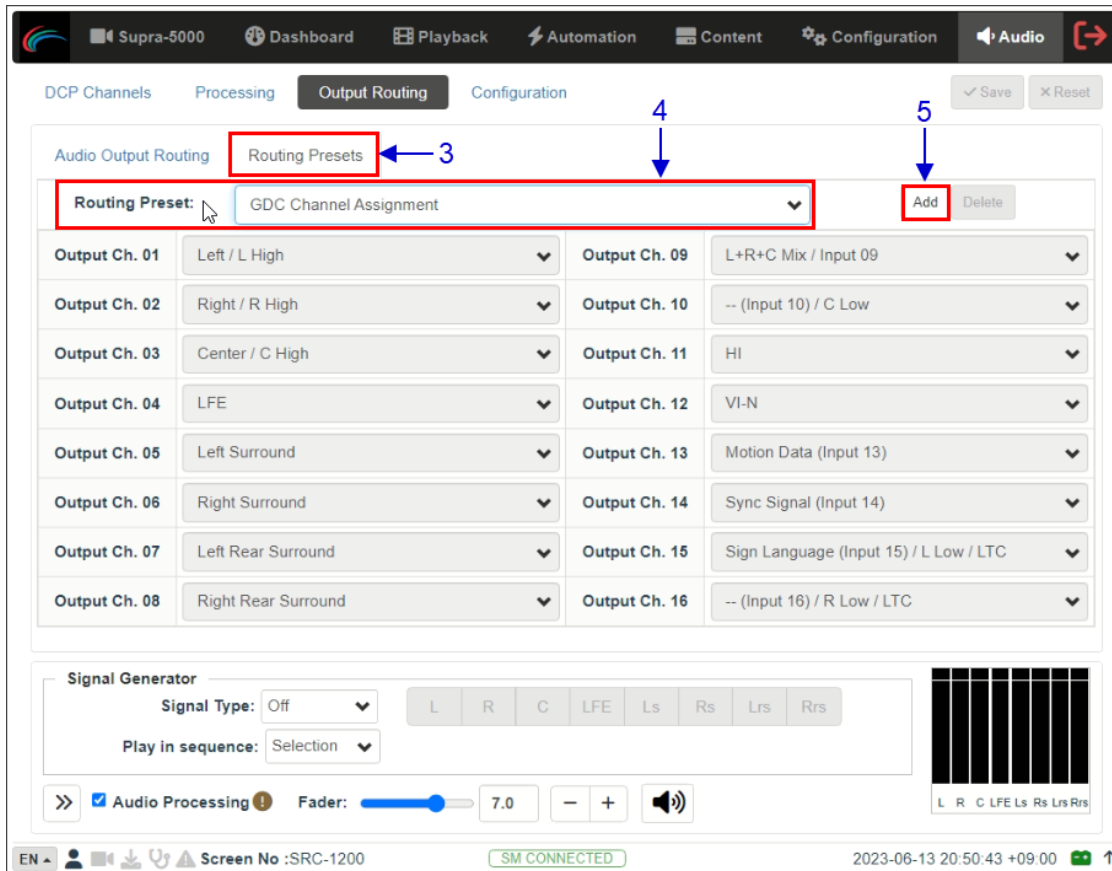 Supra-5000 Dashboard Playback Automation Content Configuration Audio
DCP Channels Processing Output Routing Configuration Save Reset
4
5
Audio Output Routing Routing Presets 3
Routing Preset: GDC Channel Assignment Add Delete
Output Ch. 01 Left / L High Output Ch. 09 L+R+C Mix / Input 09
Output Ch. 02 Right / R High Output Ch. 10 -- (Input 10) / C Low
Output Ch. 03 Center / C High Output Ch. 11 HI
Output Ch. 04 LFE Output Ch. 12 VI-N
Output Ch. 05 Left Surround Output Ch. 13 Motion Data (Input 13)
Output Ch. 06 Right Surround Output Ch. 14 Sync Signal (Input 14)
Output Ch. 07 Left Rear Surround Output Ch. 15 Sign Language (Input 15) / L Low / LTC
Output Ch. 08 Right Rear Surround Output Ch. 16 -- (Input 16) / R Low / LTC
Signal Generator
Signal Type: Off L R C LFE Ls Rs Lrs Rrs
Play in sequence: Selection
Audio Processing Fader: 7.0 − + L R C LFE Ls Rs Lrs Rrs
EN Screen No :SRC-1200 SM CONNECTED 2023-06-13 20:50:43 +09:00